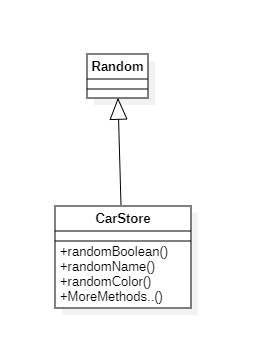 Random
CarStore
+randomBoolean()
+randomName()
+randomColor()
+MoreMethods..()